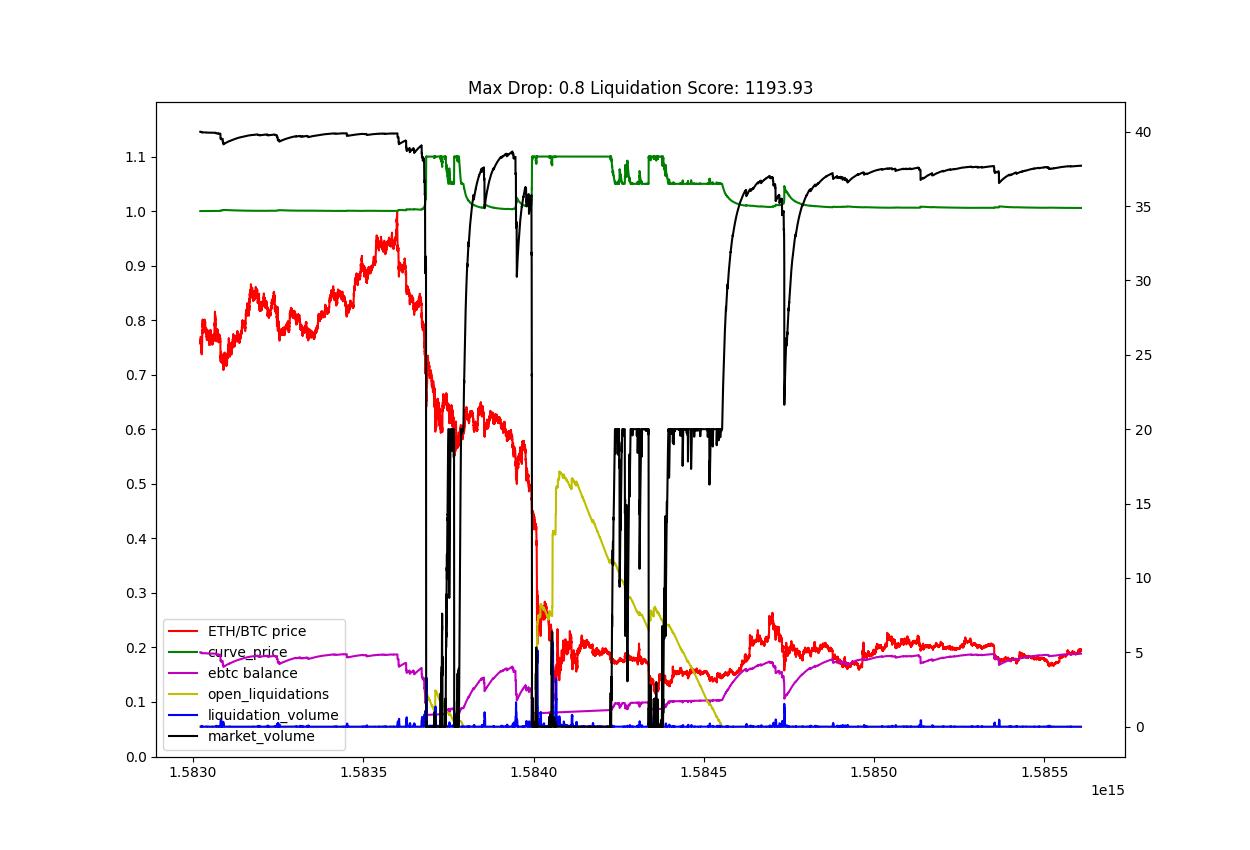 Max Drop: 0.8 Liquidation Score: 1193.93
1.1
1.0
0.9
0.8
0.7
0.6
0.5
0.4
0.3
0.2
0.1
0.0
40
35
30
25
20
15
10
5
0
ETH/BTC price
curve_price
ebtc balance
open_liquidations
liquidation_volume
market_volume
1.5830 1.5835 1.5840 1.5845 1.5850 1.5855
1e15